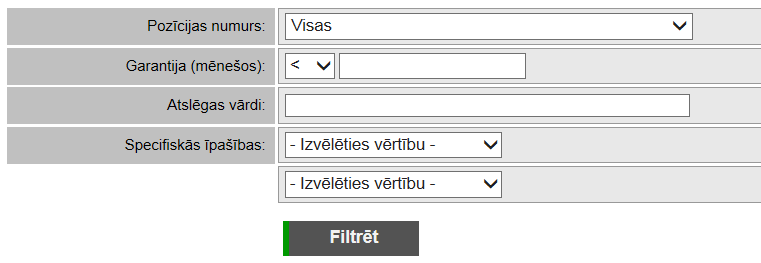 Pozīcijas numurs: Visas
Garantija (mēnešos): <
Atslēgas vārdi:
Specifiskās īpašības: - Izvēlēties vērtību -
- Izvēlēties vērtību -
Filtrēt